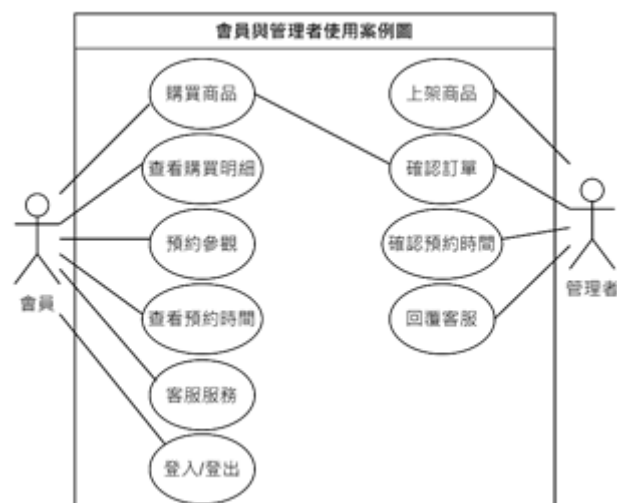 會員與管理者使用案例圖
購買商品
上架商品
查看購買明細
確認訂單
預約參觀
確認預約時間
會員
管理者
查看預約時間
回覆客服
客服服務
登入/登出